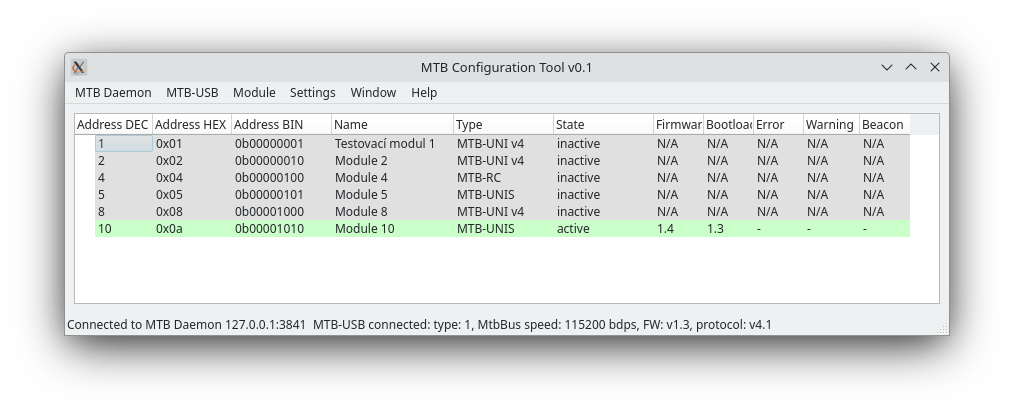 MTB Configuration Tool v0.1
MTB Daemon MTB-USB Module Settings Window Help
Address DEC Address HEX Address BIN Name Type State Firmwar Bootloa Error Warning Beacon
1 0x01 0b00000001 Testovací modul 1 MTB-UNI v4 inactive N/A N/A N/A N/A N/A
2 0x02 0b00000010 Module 2 MTB-UNI v4 inactive N/A N/A N/A N/A N/A
4 0x04 0b00000100 Module 4 MTB-RC inactive N/A N/A N/A N/A N/A
5 0x05 0b00000101 Module 5 MTB-UNIS inactive N/A N/A N/A N/A N/A
8 0x08 0b00001000 Module 8 MTB-UNI v4 inactive N/A N/A N/A N/A N/A
10 0x0a 0b00001010 Module 10 MTB-UNIS active 1.4 1.3 - - -
Connected to MTB Daemon 127.0.0.1:3841 MTB-USB connected: type: 1, MtbBus speed: 115200 bdps, FW: v1.3, protocol: v4.1